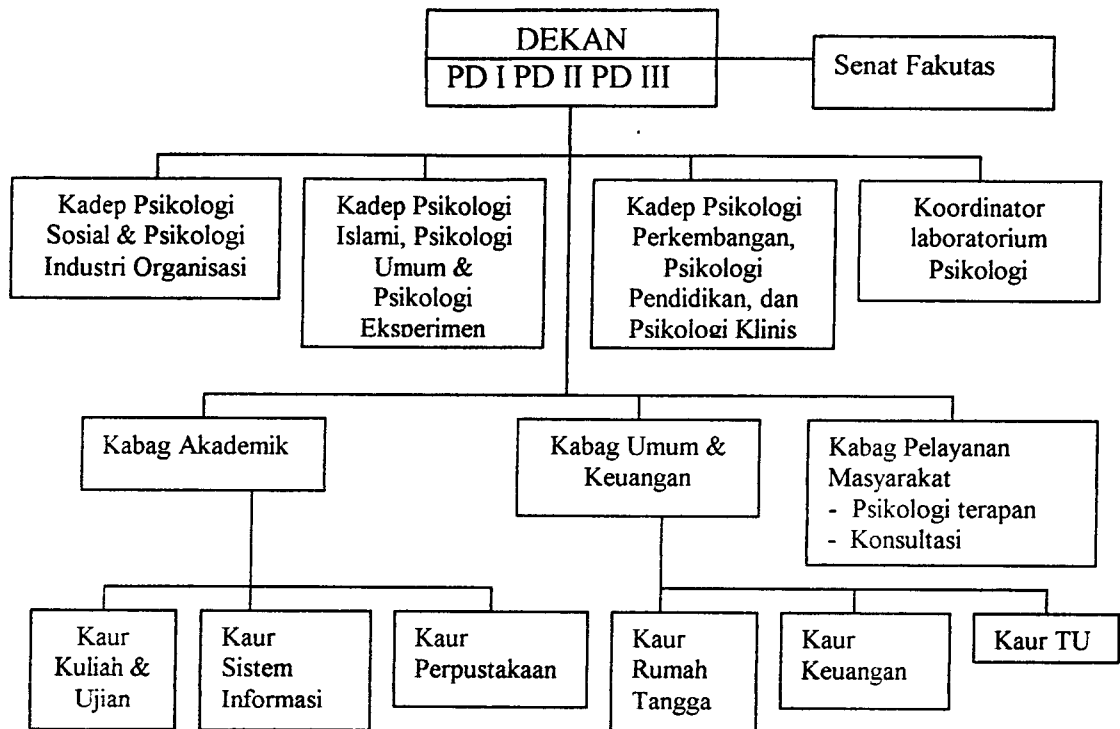 DEKAN
PD I PD II PD III
Senat Fakutas
Kadep Psikologi
Sosial & Psikologi
Industri Organisasi
Kadep Psikologi
Islami, Psikologi
Umum &
Psikologi
Eksperimen
Kadep Psikologi
Perkembangan,
Psikologi
Pendidikan, dan
Psikologi Klinis
Koordinator
laboratorium
Psikologi
Kabag Akademik
Kabag Umum &
Keuangan
Kabag Pelayanan
Masyarakat
- Psikologi terapan
- Konsultasi
Kaur
Kuliah &
Ujian
Kaur
Sistem
Informasi
Kaur
Perpustakaan
Kaur
Rumah
Tangga
Kaur
Keuangan
Kaur TU